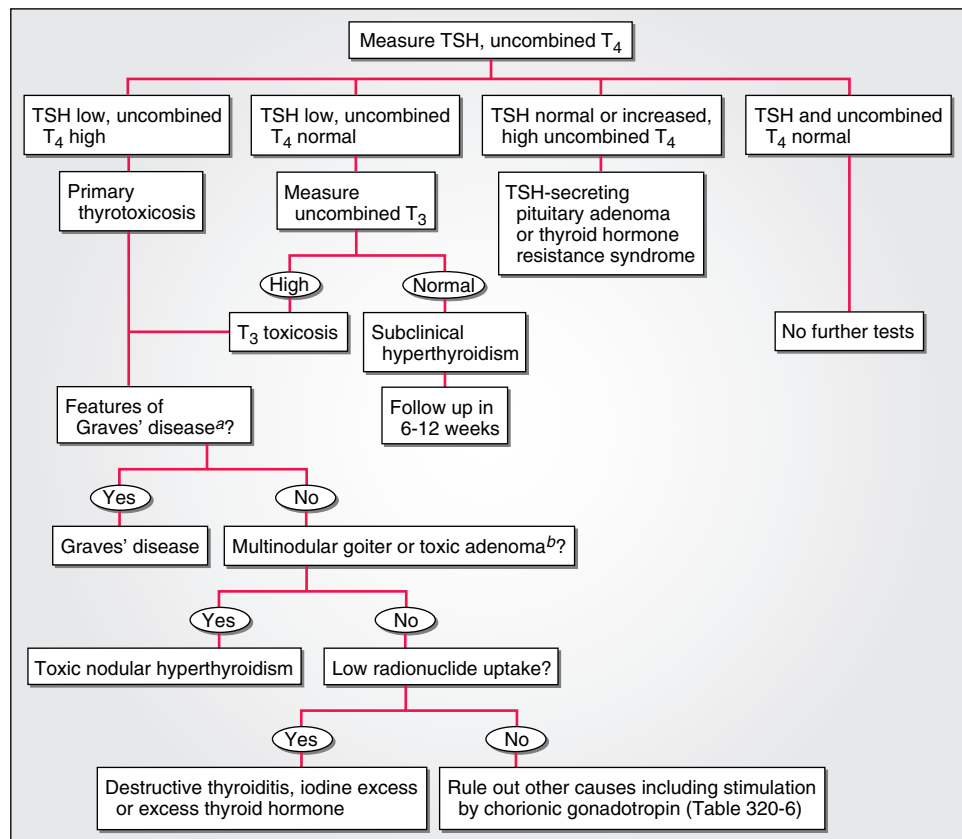 Measure TSH, uncombined T4
TSH low, uncombined
T4 high
TSH low, uncombined
T4 normal
TSH normal or increased,
high uncombined T4
TSH and uncombined
T4 normal
Primary
thyrotoxicosis
Measure
uncombined T3
TSH-secreting
pituitary adenoma
or thyroid hormone
resistance syndrome
High
Normal
T3 toxicosis
Subclinical
hyperthyroidism
No further tests
Features of
Graves’ diseasea?
Follow up in
6-12 weeks
Yes
No
Graves’ disease
Multinodular goiter or toxic adenomab?
Yes
No
Toxic nodular hyperthyroidism
Low radionuclide uptake?
Yes
No
Destructive thyroiditis, iodine excess
or excess thyroid hormone
Rule out other causes including stimulation
by chorionic gonadotropin (Table 320-6)